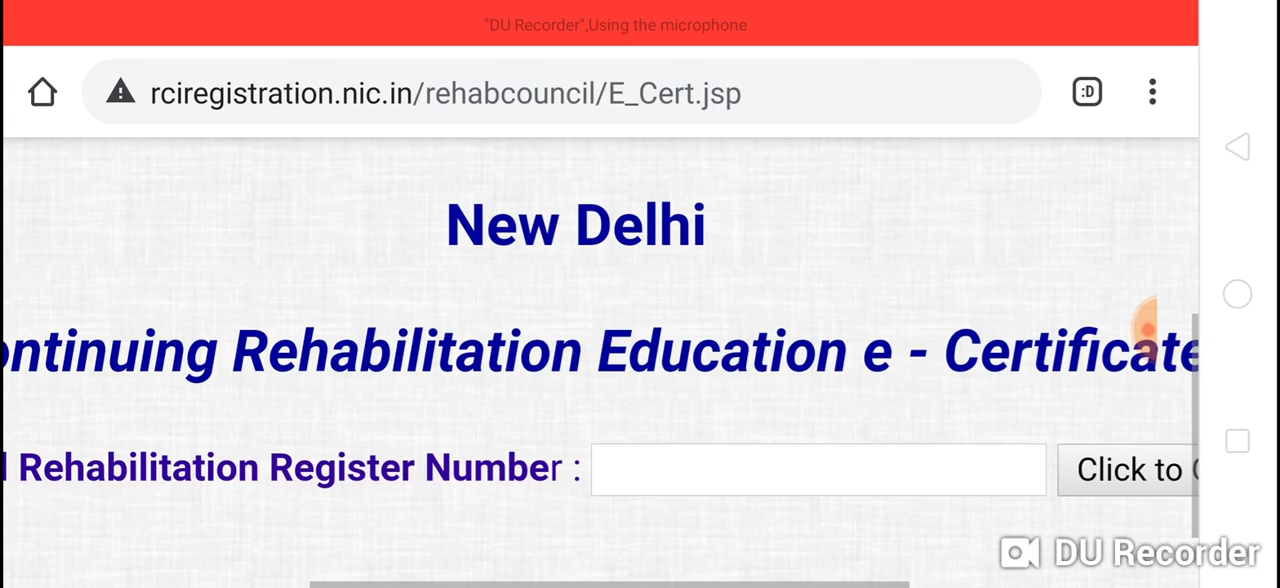 "DU Recorder",Using the microphone
rciregistration.nic.in/rehabcouncil/E_Cert.jsp
:D
New Delhi
ontinuing Rehabilitation Education e - Certificate
Rehabilitation Register Number :
Click to
DU Recorder